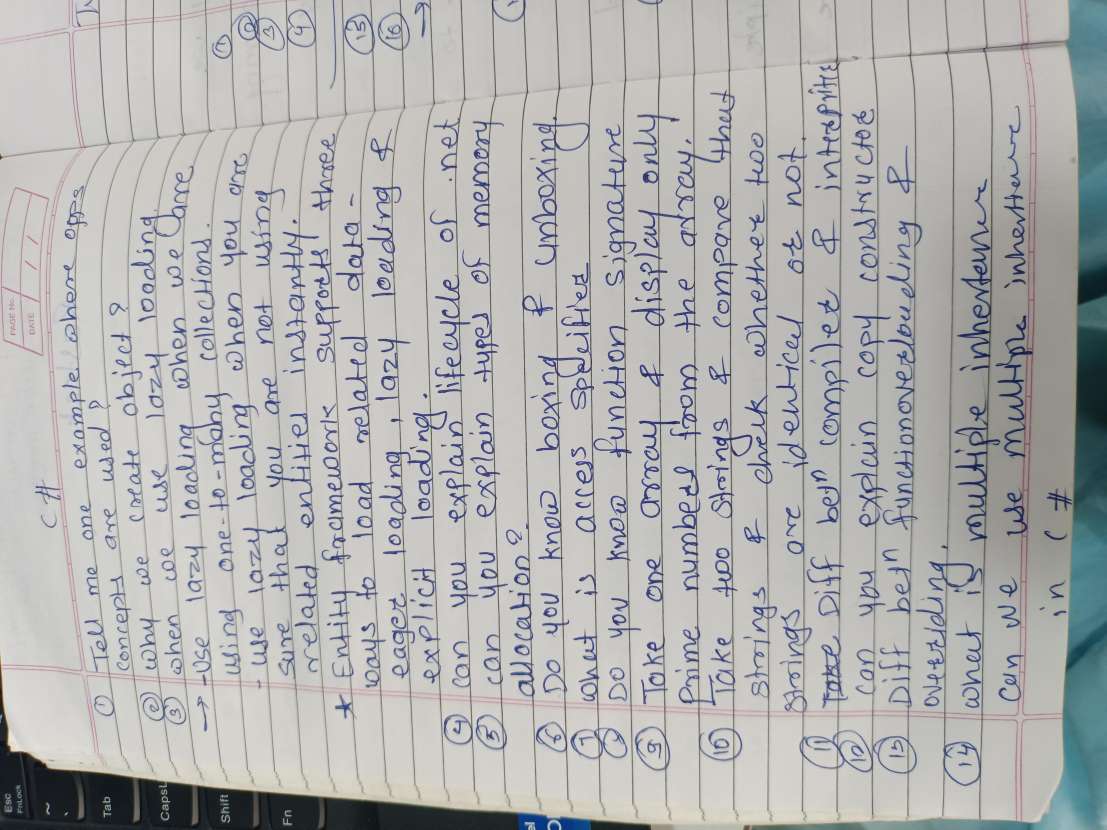 Esc
FnLock
Tab
CapsL
Shift
Fn
PAGE No.
DATE / /
C #
① Tell me one example where opps
concepts are used ?
② Why we create object ?
③ when we use lazy loading.
→ - Use lazy loading when we are
using one-to-many collections.
- use lazy loading when you are
sure that you are not using
related entities instantly.
* Entity framework supports three
ways to load related data -
eager loading, lazy loading &
explicit loading.
④ can you explain lifecycle of .net
⑤ can you explain types of memory
allocation ?
⑥ Do you know boxing & unboxing.
⑦ what is access specifier
⑧ Do you know function signature
⑨ Take one array & display only
prime numbers from the array.
⑩ Take two strings & compare that
strings & check whether two
strings are identical or not.
⑪ Take Diff betn compiler & interpriter
⑫ can you explain copy constructor
⑬ Diff betn functionoverloading &
overriding.
⑭ what is multiple inheritance
Can we use multiple inheritance
in C #
①
②
③
④
15
16
→